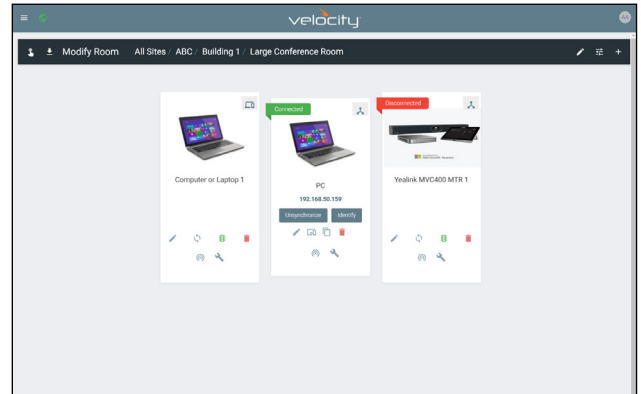 velocity
AA
Modify Room All Sites / ABC / Building 1 / Large Conference Room
Computer or Laptop 1
Connected
PC
192.168.50.159
Unsynchronize Identify
Disconnected
Yealink MVC400 MTR 1